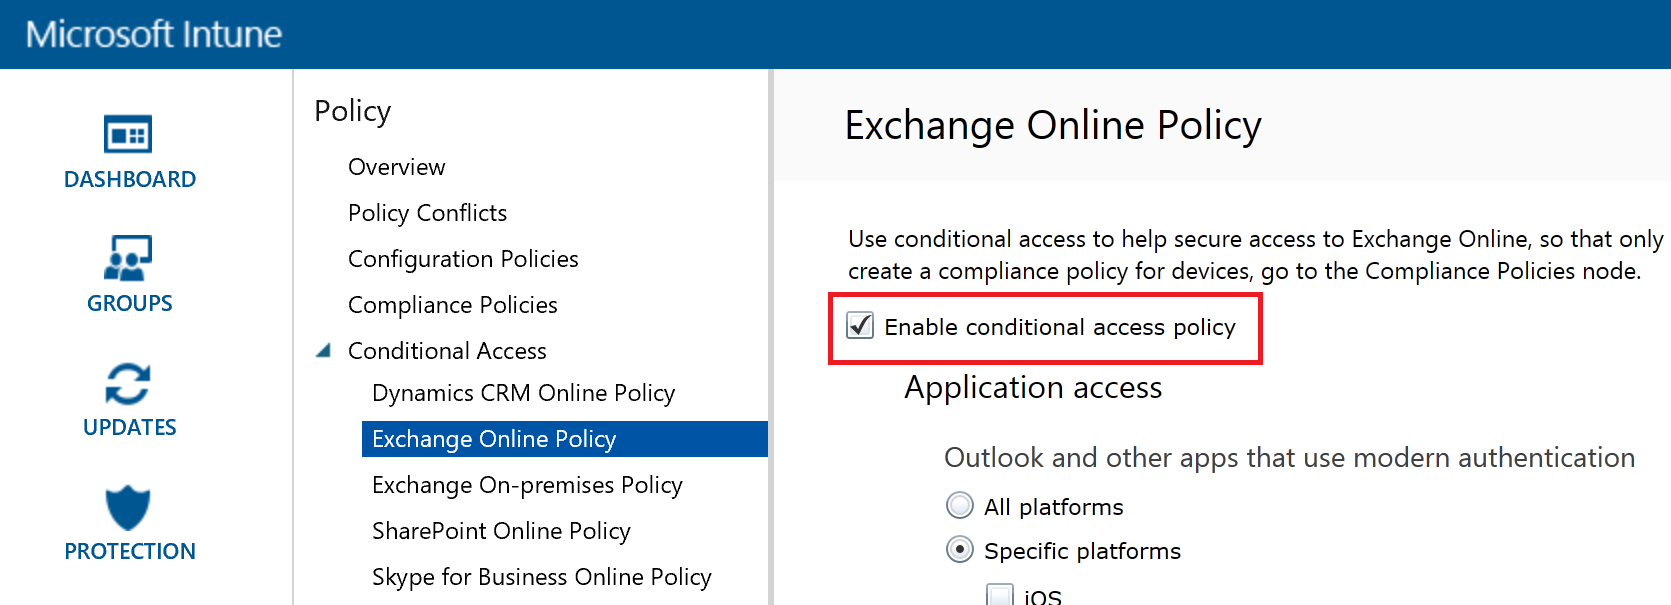 Microsoft Intune
DASHBOARD
GROUPS
UPDATES
PROTECTION
Policy
Overview
Policy Conflicts
Configuration Policies
Compliance Policies
Conditional Access
Dynamics CRM Online Policy
Exchange Online Policy
Exchange On-premises Policy
SharePoint Online Policy
Skype for Business Online Policy
Exchange Online Policy
Use conditional access to help secure access to Exchange Online, so that only
create a compliance policy for devices, go to the Compliance Policies node.
Enable conditional access policy
Application access
Outlook and other apps that use modern authentication
All platforms
Specific platforms
iOS